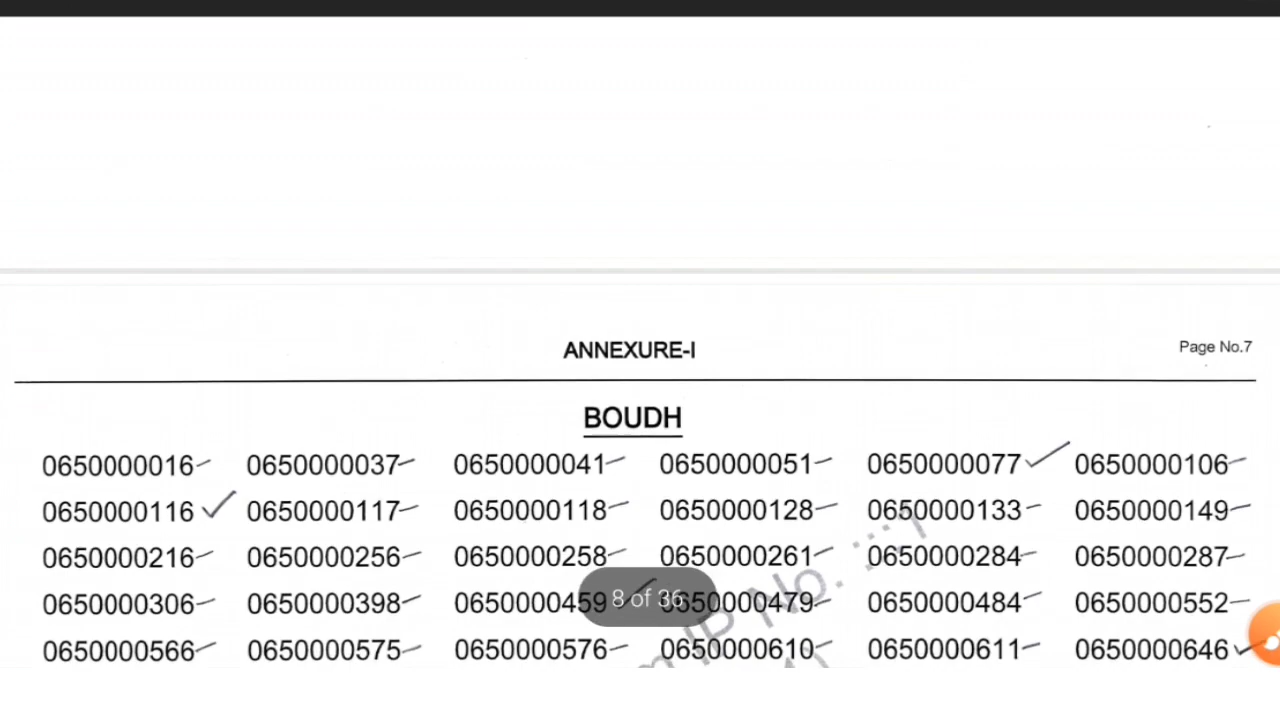 ANNEXURE-I
Page No.7
BOUDH
0650000016 0650000037 0650000041 0650000051 0650000077 0650000106
0650000116 0650000117 0650000118 0650000128 0650000133 0650000149
0650000216 0650000256 0650000258 0650000261 0650000284 0650000287
0650000306 0650000398 0650000459 0650000479 0650000484 0650000552
8 of 36
0650000566 0650000575 0650000576 0650000610 0650000611 0650000646
IB No.